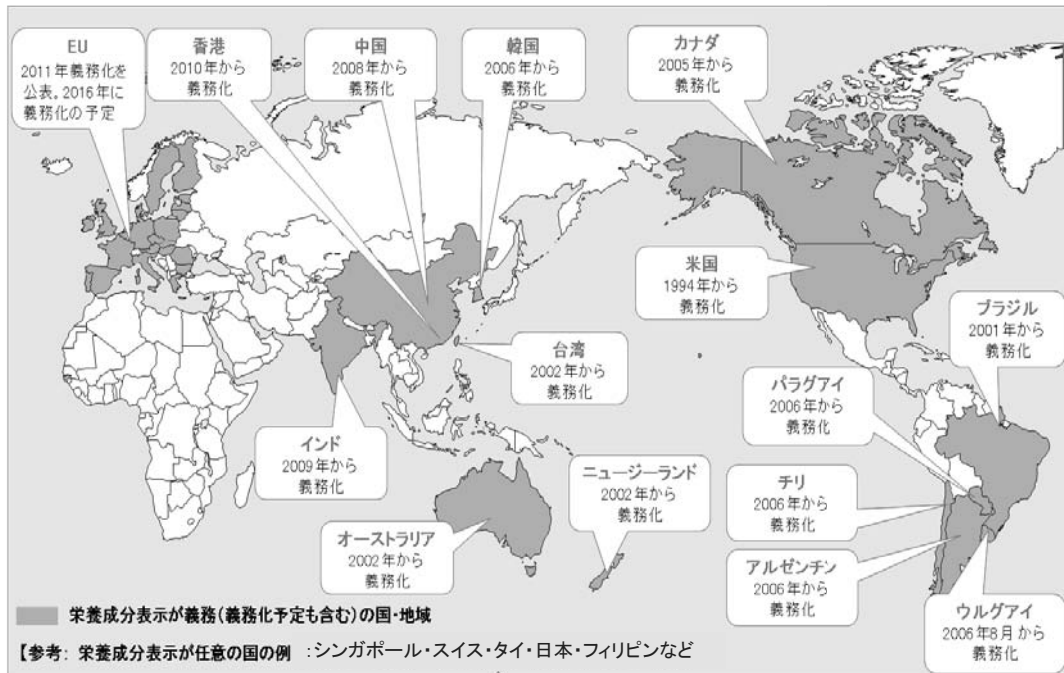 EU
2011年義務化を
公表。2016年に
義務化の予定
香港
2010年から
義務化
中国
2008年から
義務化
韓国
2006年から
義務化
カナダ
2005年から
義務化
米国
1994年から
義務化
ブラジル
2001年から
義務化
台湾
2002年から
義務化
パラグアイ
2006年から
義務化
インド
2009年から
義務化
ニュージーランド
2002年から
義務化
チリ
2006年から
義務化
オーストラリア
2002年から
義務化
アルゼンチン
2006年から
義務化
ウルグアイ
2006年8月から
義務化
栄養成分表示が義務(義務化予定も含む)の国・地域
【参考: 栄養成分表示が任意の国の例 :シンガポール・スイス・タイ・日本・フィリピンなど